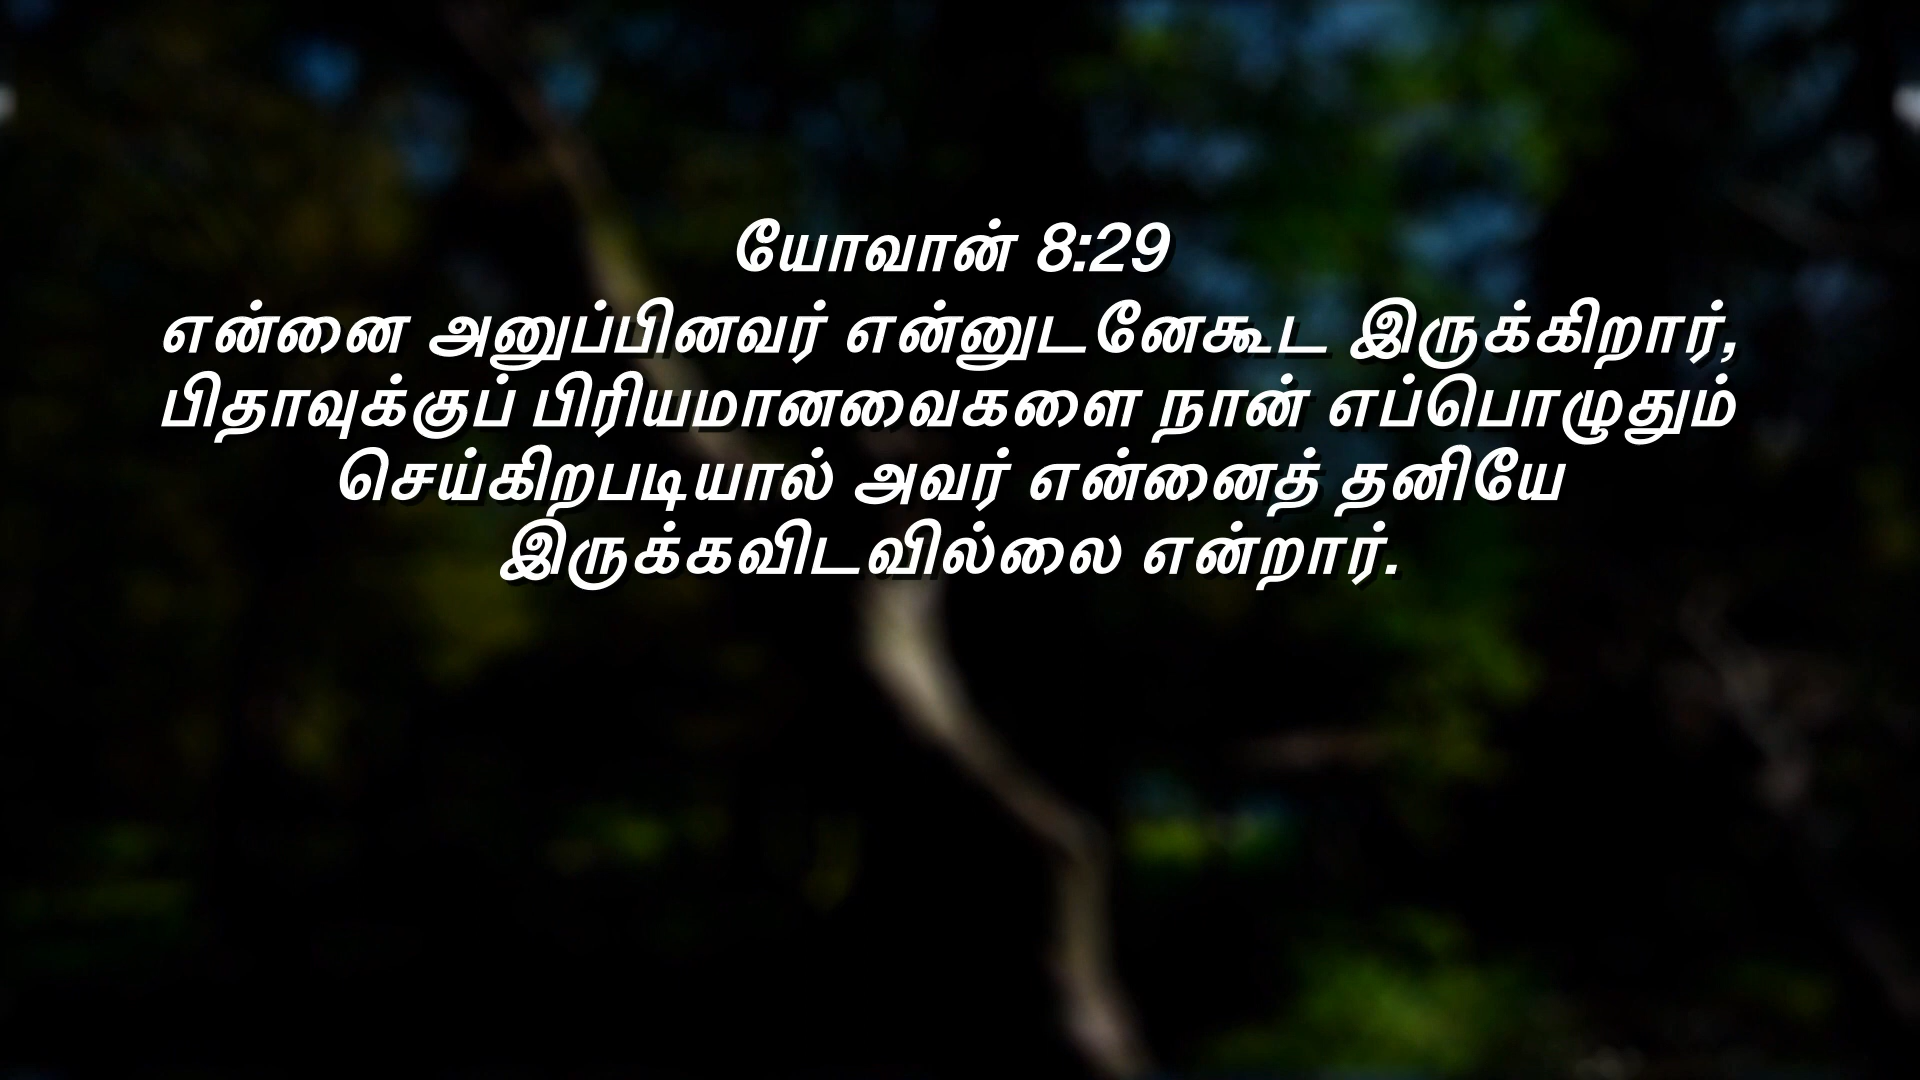 யோவான் 8:29
என்னை அனுப்பினவர் என்னுடனேகூட இருக்கிறார்,
பிதாவுக்குப் பிரியமானவைகளை நான் எப்பொழுதும்
செய்கிறபடியால் அவர் என்னைத் தனியே
இருக்கவிடவில்லை என்றார்.